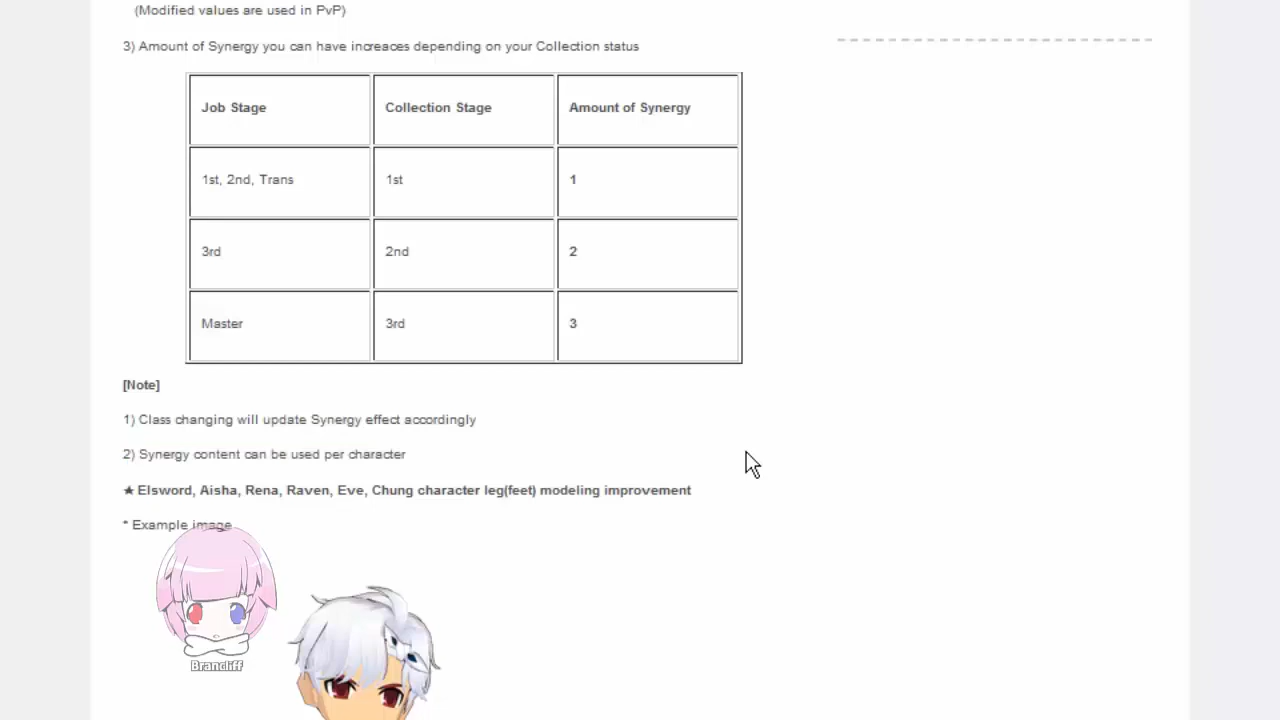 (Modified values are used in PvP)
3) Amount of Synergy you can have increaces depending on your Collection status
Job Stage Collection Stage Amount of Synergy
1st, 2nd, Trans 1st 1
3rd 2nd 2
Master 3rd 3
[Note]
1) Class changing will update Synergy effect accordingly
2) Synergy content can be used per character
★ Elsword, Aisha, Rena, Raven, Eve, Chung character leg(feet) modeling improvement
* Example image
Brancliff